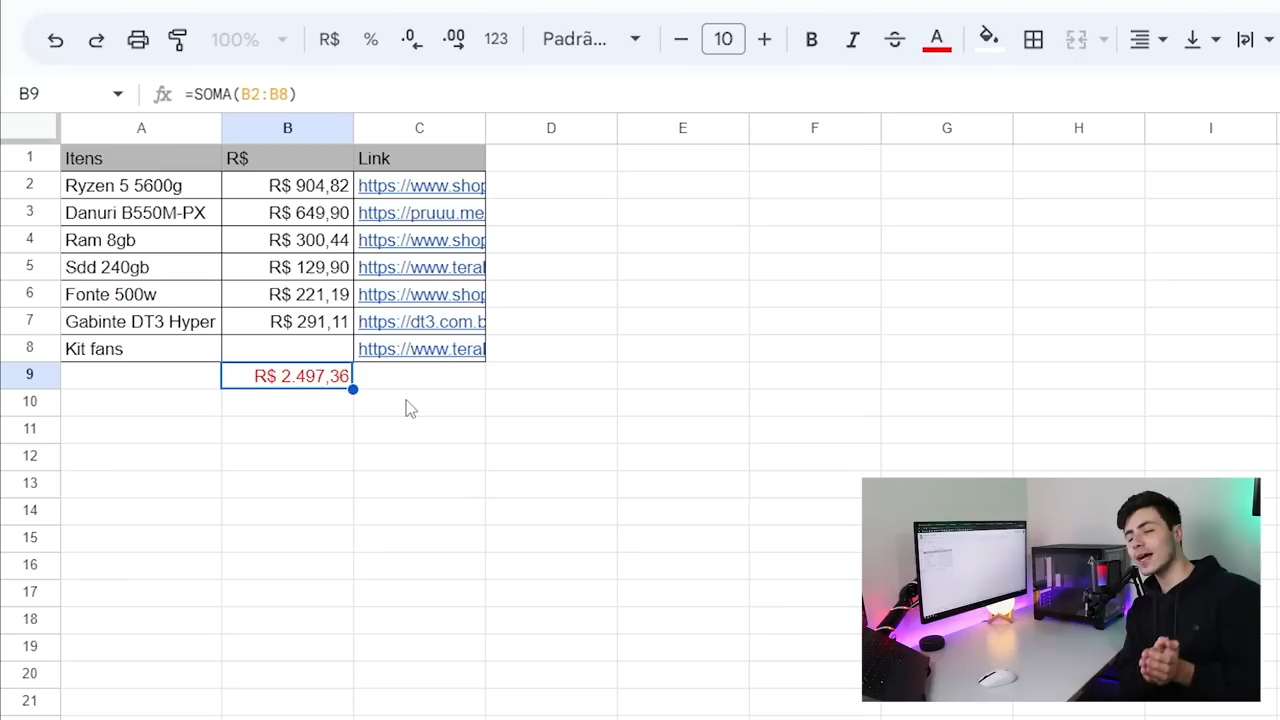 100% R$ % .0 .00 123 Padrã... 10 B I A
B9 fx =SOMA(B2:B8)
A B C D E F G H I
1 Itens R$ Link
2 Ryzen 5 5600g R$ 904,82 https://www.shop
3 Danuri B550M-PX R$ 649,90 https://pruuu.me
4 Ram 8gb R$ 300,44 https://www.shop
5 Sdd 240gb R$ 129,90 https://www.teral
6 Fonte 500w R$ 221,19 https://www.shop
7 Gabinte DT3 Hyper R$ 291,11 https://dt3.com.b
8 Kit fans https://www.teral
9 R$ 2.497,36
10
11
12
13
14
15
16
17
18
19
20
21